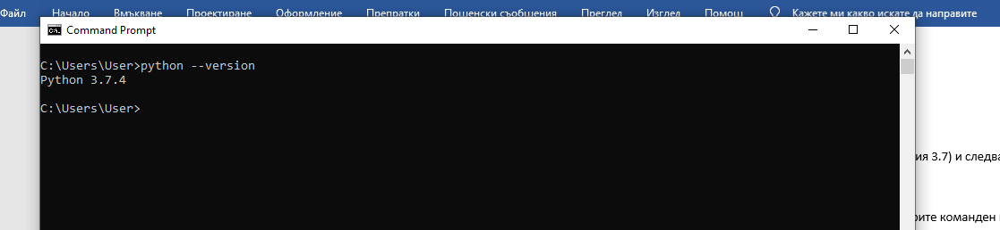 Файл Начало Вмъкване Проектиране Оформление Препратки Пощенски съобщения Преглед Изглед Помощ Кажете ми какво искате да направите
Command Prompt
C:\Users\User>python --version
Python 3.7.4
C:\Users\User>
ия 3.7) и следва
рите команден